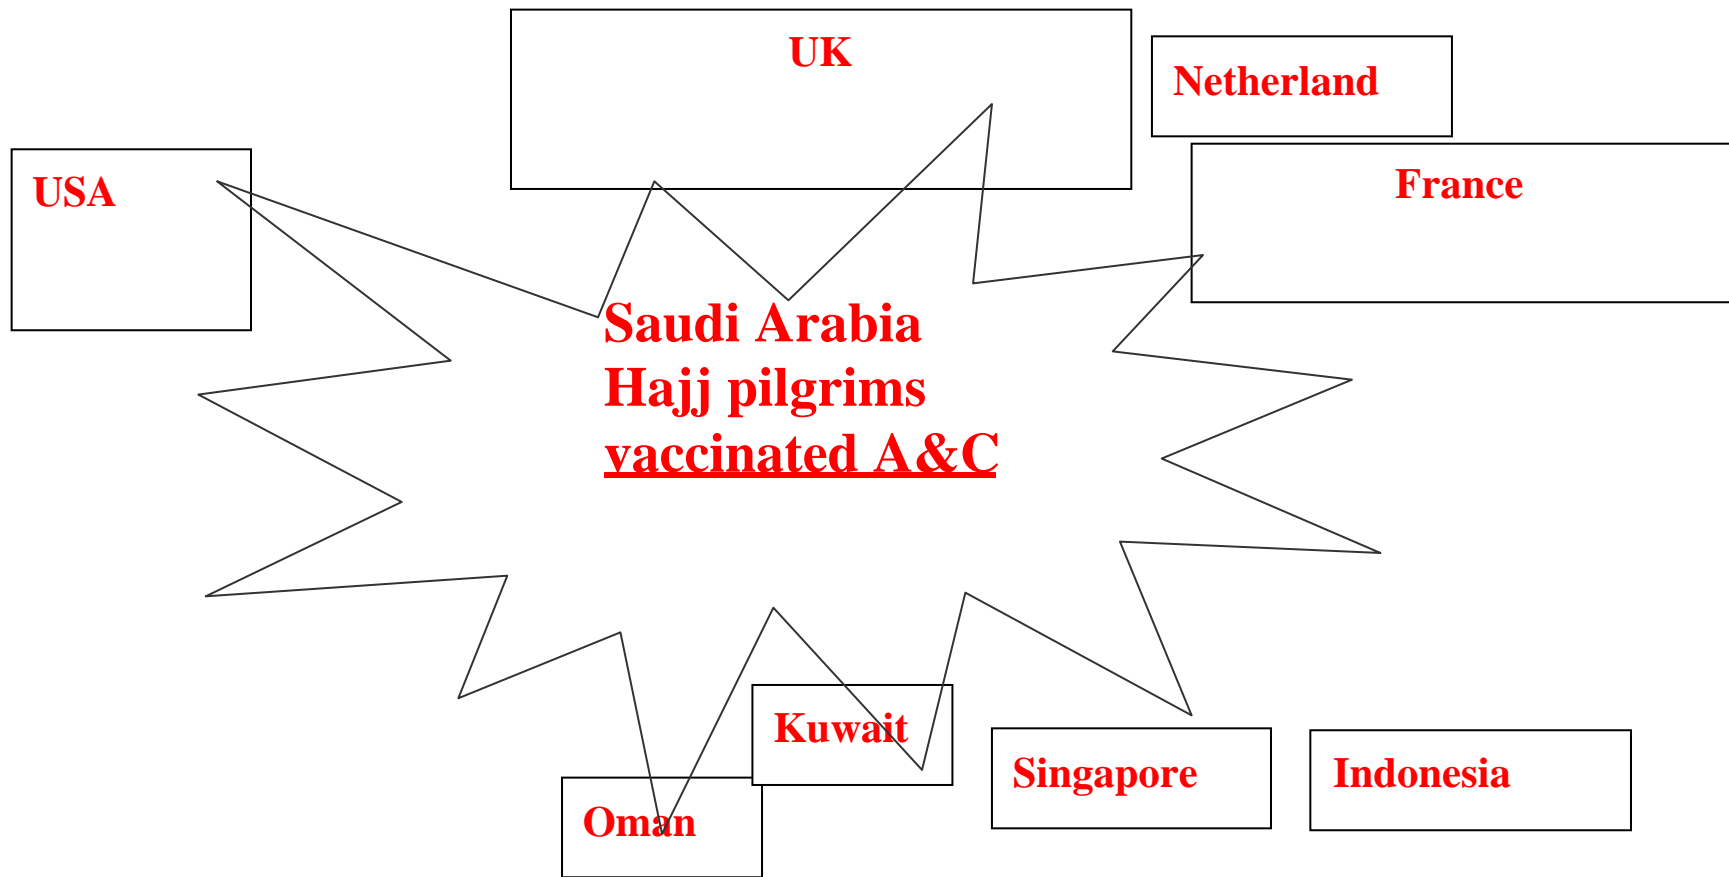 UK
Netherland
USA
France
Saudi Arabia
Hajj pilgrims
vaccinated A&C
Kuwait
Singapore
Indonesia
Oman